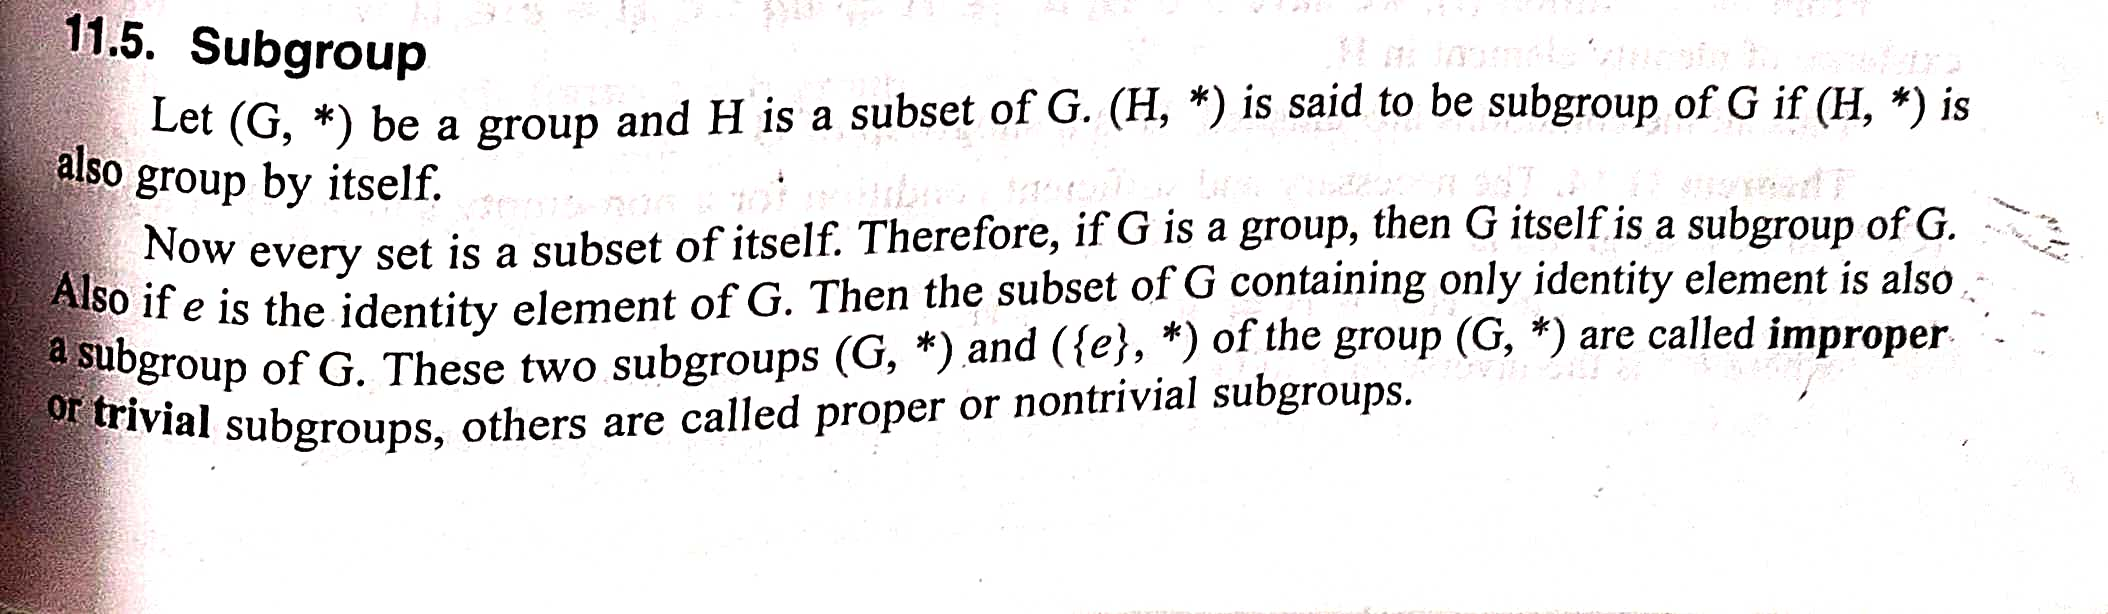 11.5. Subgroup
Let (G, *) be a group and H is a subset of G. (H, *) is said to be subgroup of G if (H, *) is
also group by itself.
Now every set is a subset of itself. Therefore, if G is a group, then G itself is a subgroup of G.
Also if e is the identity element of G. Then the subset of G containing only identity element is also
a subgroup of G. These two subgroups (G, *) and ({e}, *) of the group (G, *) are called improper
or trivial subgroups, others are called proper or nontrivial subgroups.